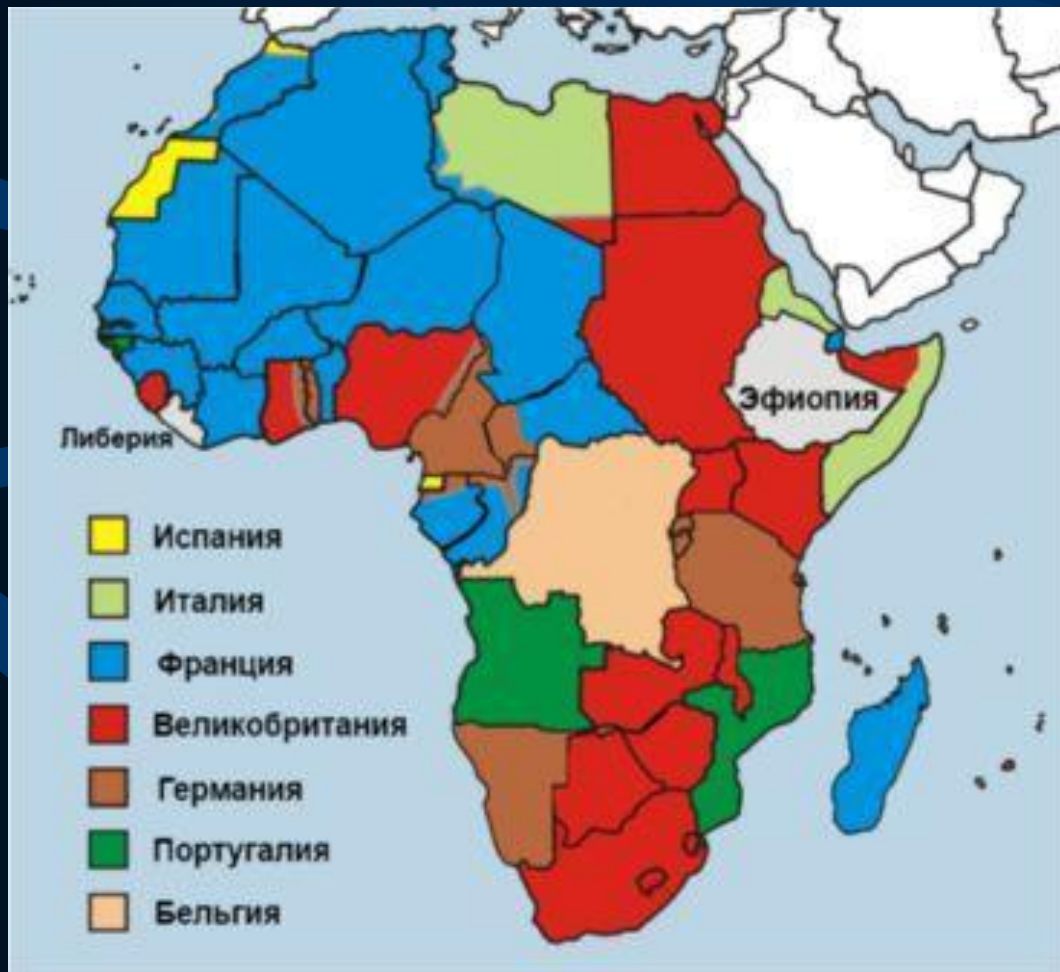 Эфиопия
Либерия
Испания
Италия
Франция
Великобритания
Германия
Португалия
Бельгия